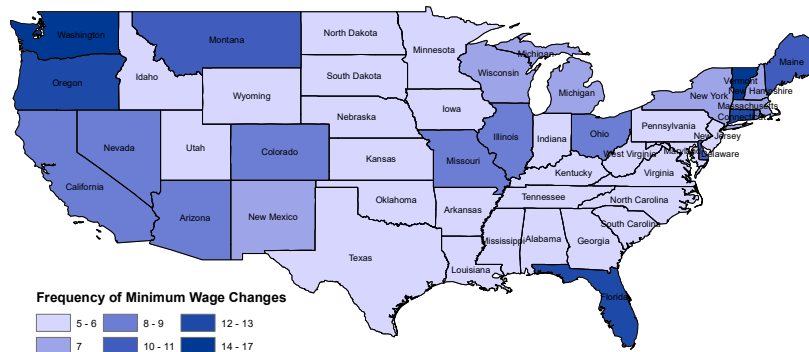 Washington
Montana
North Dakota
Minnesota
Michigan
Maine
Vermont
New Hampshire
Oregon
Idaho
South Dakota
Wisconsin
Michigan
New York
Massachusetts
Connecticut
Wyoming
Iowa
Nebraska
Pennsylvania
New Jersey
Nevada
Utah
Colorado
Illinois
Indiana
Ohio
West Virginia
Maryland
Delaware
Kansas
Missouri
Kentucky
Virginia
California
Arizona
New Mexico
Oklahoma
Arkansas
Tennessee
North Carolina
South Carolina
Texas
Louisiana
Mississippi
Alabama
Georgia
Florida
Frequency of Minimum Wage Changes
5 - 6
8 - 9
12 - 13
7
10 - 11
14 - 17